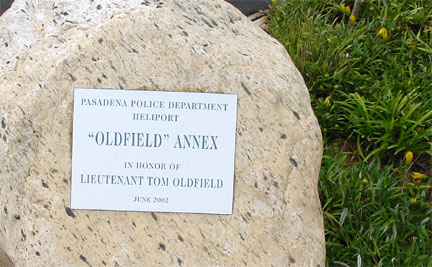 PASADENA POLICE DEPARTMENT
HELIPORT
“OLDFIELD” ANNEX
IN HONOR OF
LIEUTENANT TOM OLDFIELD
JUNE 2002